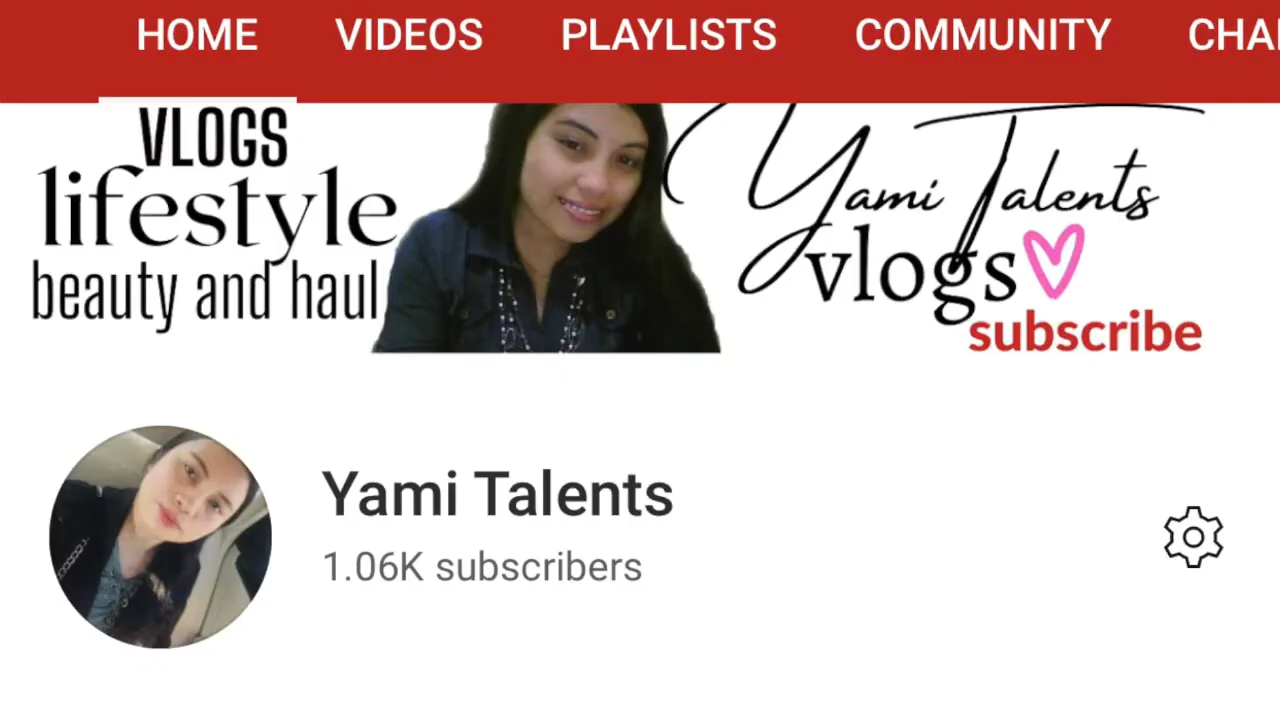 HOME VIDEOS PLAYLISTS COMMUNITY
VLOGS
lifestyle
beauty and haul
Yami Talents
vlogs
subscribe
Yami Talents
1.06K subscribers